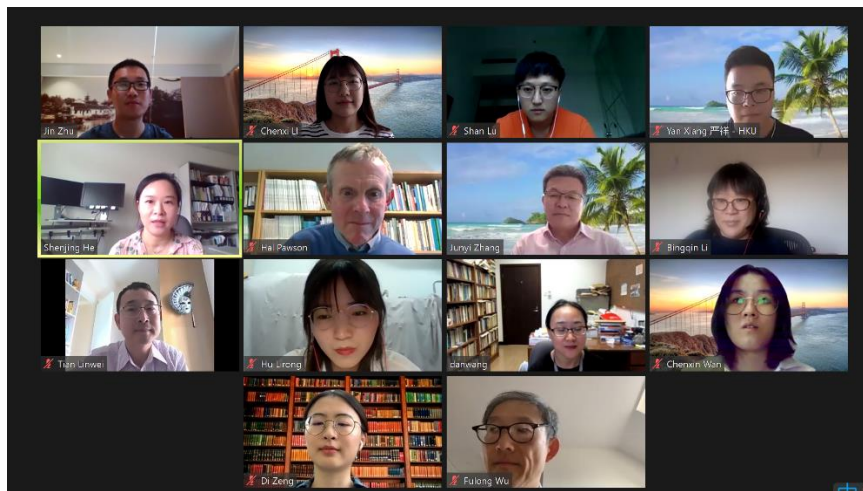 Jin Zhu
Chenxi LI
Shan Lu
Yan Xiang 严祥 - HKU
Shenjing He
Hal Pawson
Junyi Zhang
Bingqin Li
Tian Linwei
Hu Lirong
danwang
Chenxin Wan
Di Zeng
Fulong Wu